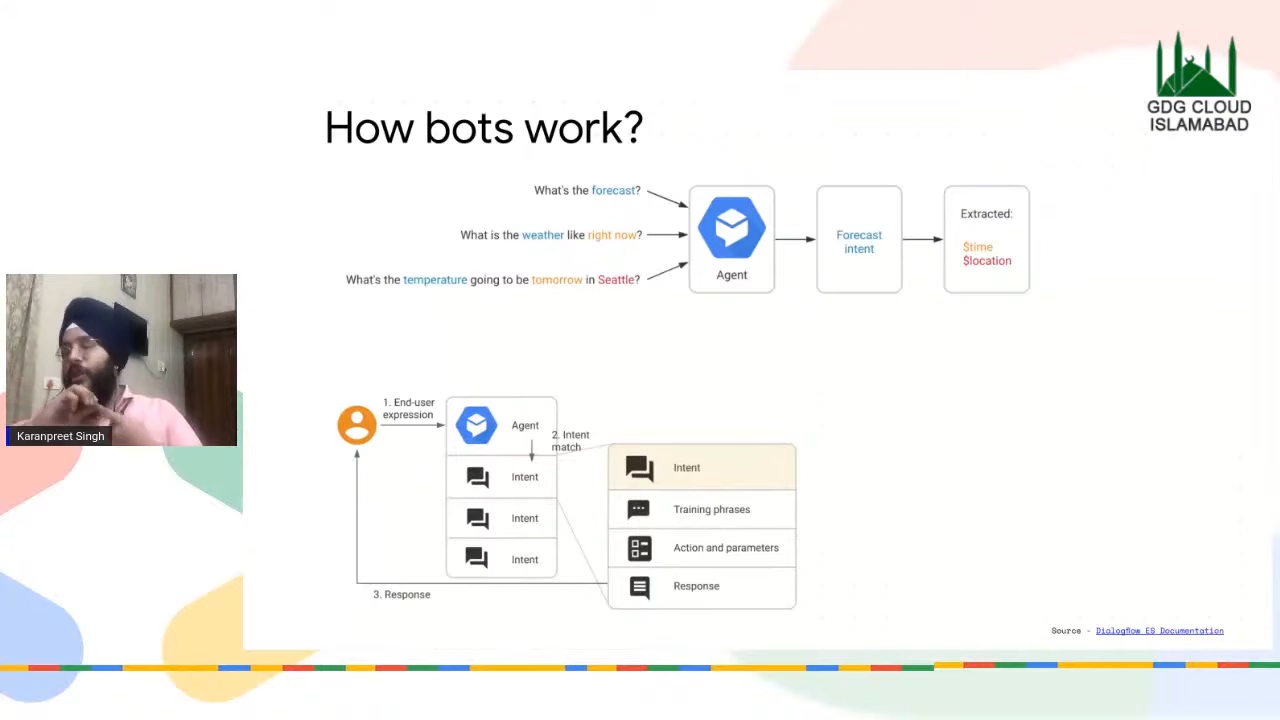 GDG CLOUD
ISLAMABAD
How bots work?
What's the forecast?
What is the weather like right now?
What's the temperature going to be tomorrow in Seattle?
Agent
Forecast
intent
Extracted:
$time
$location
Karanpreet Singh
1. End-user
expression
Agent
2. Intent
match
Intent
Intent
Intent
3. Response
Intent
Training phrases
Action and parameters
Response
Source - Dialogflow ES Documentation